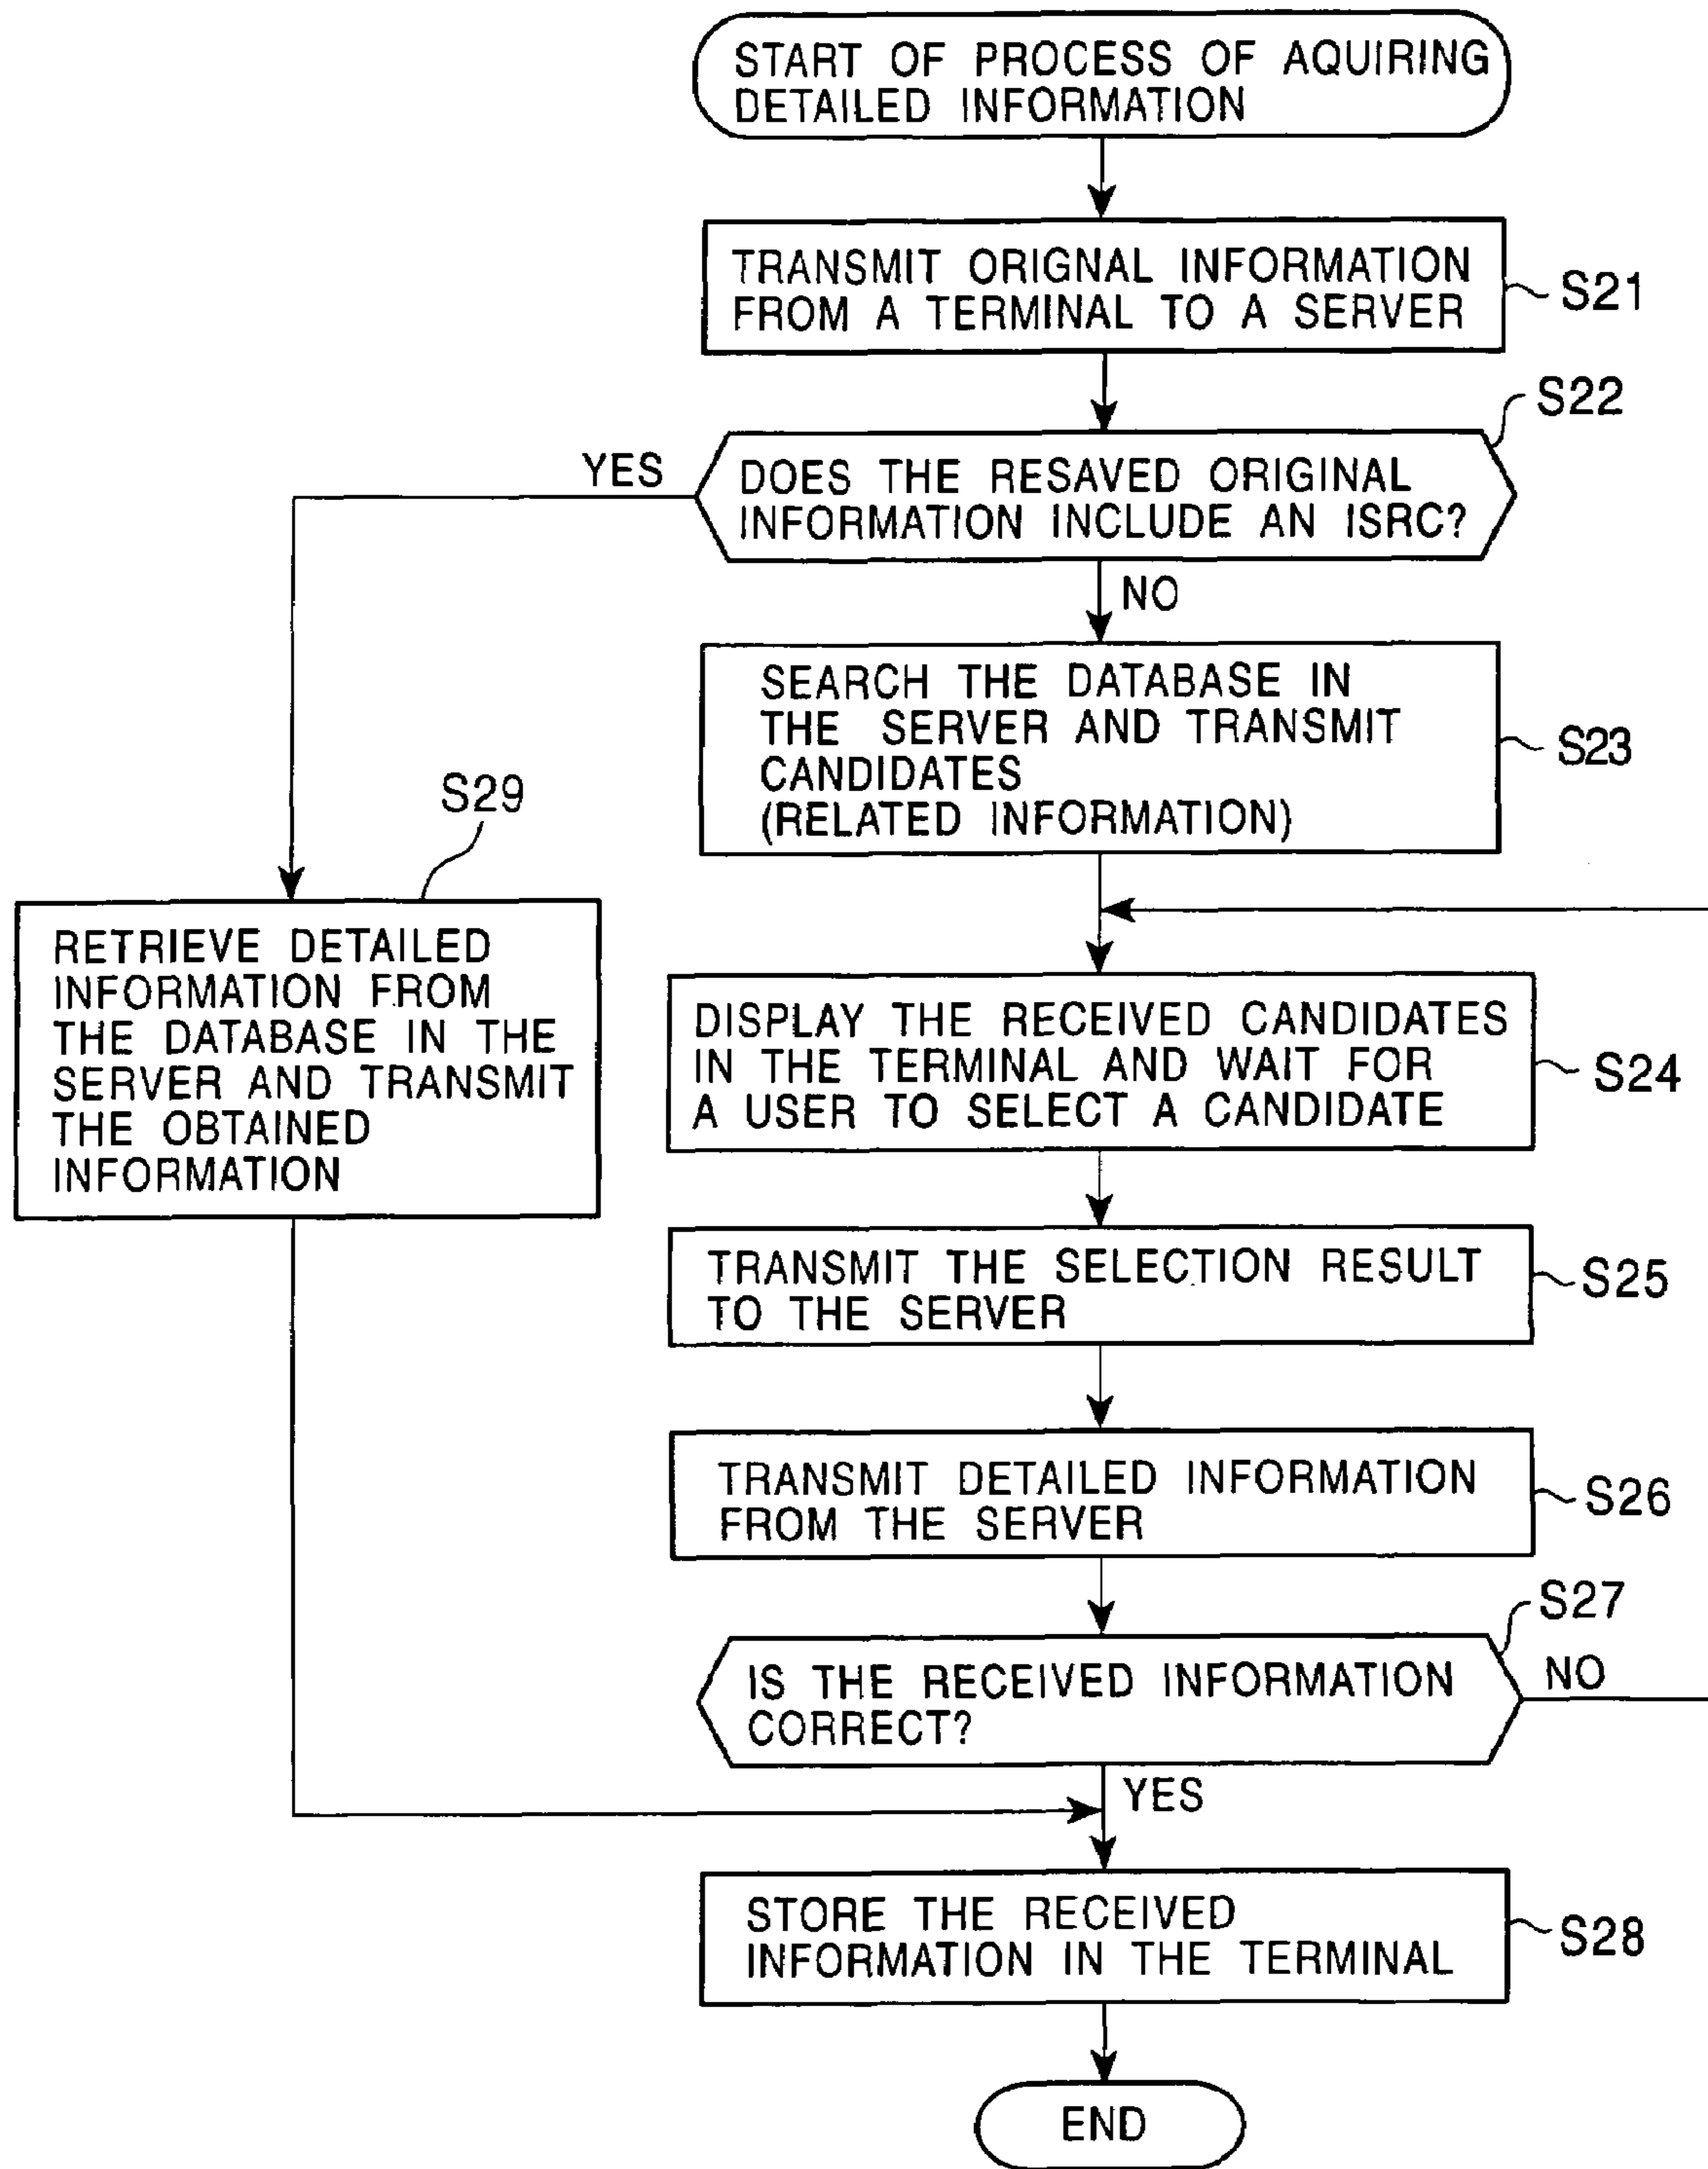 START OF PROCESS OF AQUIRING
DETAILED INFORMATION
TRANSMIT ORIGNAL INFORMATION
FROM A TERMINAL TO A SERVER
S21
S22
YES
DOES THE RESAVED ORIGINAL
INFORMATION INCLUDE AN ISRC?
NO
SEARCH THE DATABASE IN
THE SERVER AND TRANSMIT
CANDIDATES
(RELATED INFORMATION)
S23
S29
RETRIEVE DETAILED
INFORMATION FROM
THE DATABASE IN THE
SERVER AND TRANSMIT
THE OBTAINED
INFORMATION
DISPLAY THE RECEIVED CANDIDATES
IN THE TERMINAL AND WAIT FOR
A USER TO SELECT A CANDIDATE
S24
TRANSMIT THE SELECTION RESULT
TO THE SERVER
S25
TRANSMIT DETAILED INFORMATION
FROM THE SERVER
S26
S27
IS THE RECEIVED INFORMATION
CORRECT?
NO
YES
STORE THE RECEIVED
INFORMATION IN THE TERMINAL
S28
END